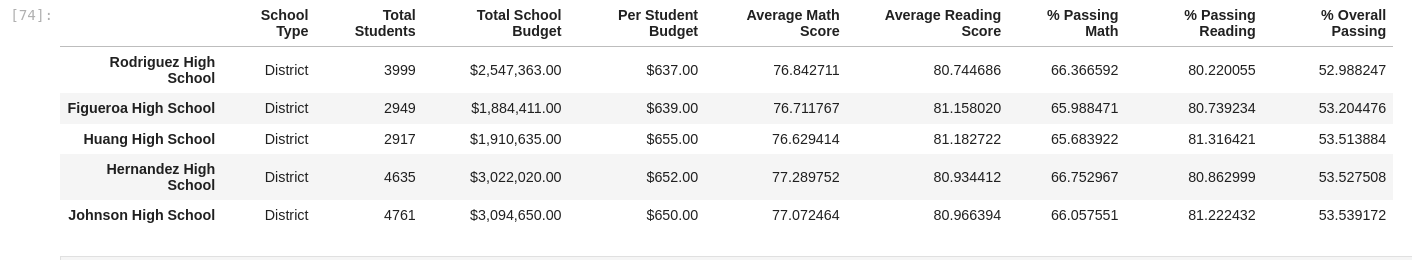 [74]:
School Type Total Students Total School Budget Per Student Budget Average Math Score Average Reading Score % Passing Math % Passing Reading % Overall Passing
Rodriguez High School District 3999 $2,547,363.00 $637.00 76.842711 80.744686 66.366592 80.220055 52.988247
Figueroa High School District 2949 $1,884,411.00 $639.00 76.711767 81.158020 65.988471 80.739234 53.204476
Huang High School District 2917 $1,910,635.00 $655.00 76.629414 81.182722 65.683922 81.316421 53.513884
Hernandez High School District 4635 $3,022,020.00 $652.00 77.289752 80.934412 66.752967 80.862999 53.527508
Johnson High School District 4761 $3,094,650.00 $650.00 77.072464 80.966394 66.057551 81.222432 53.539172